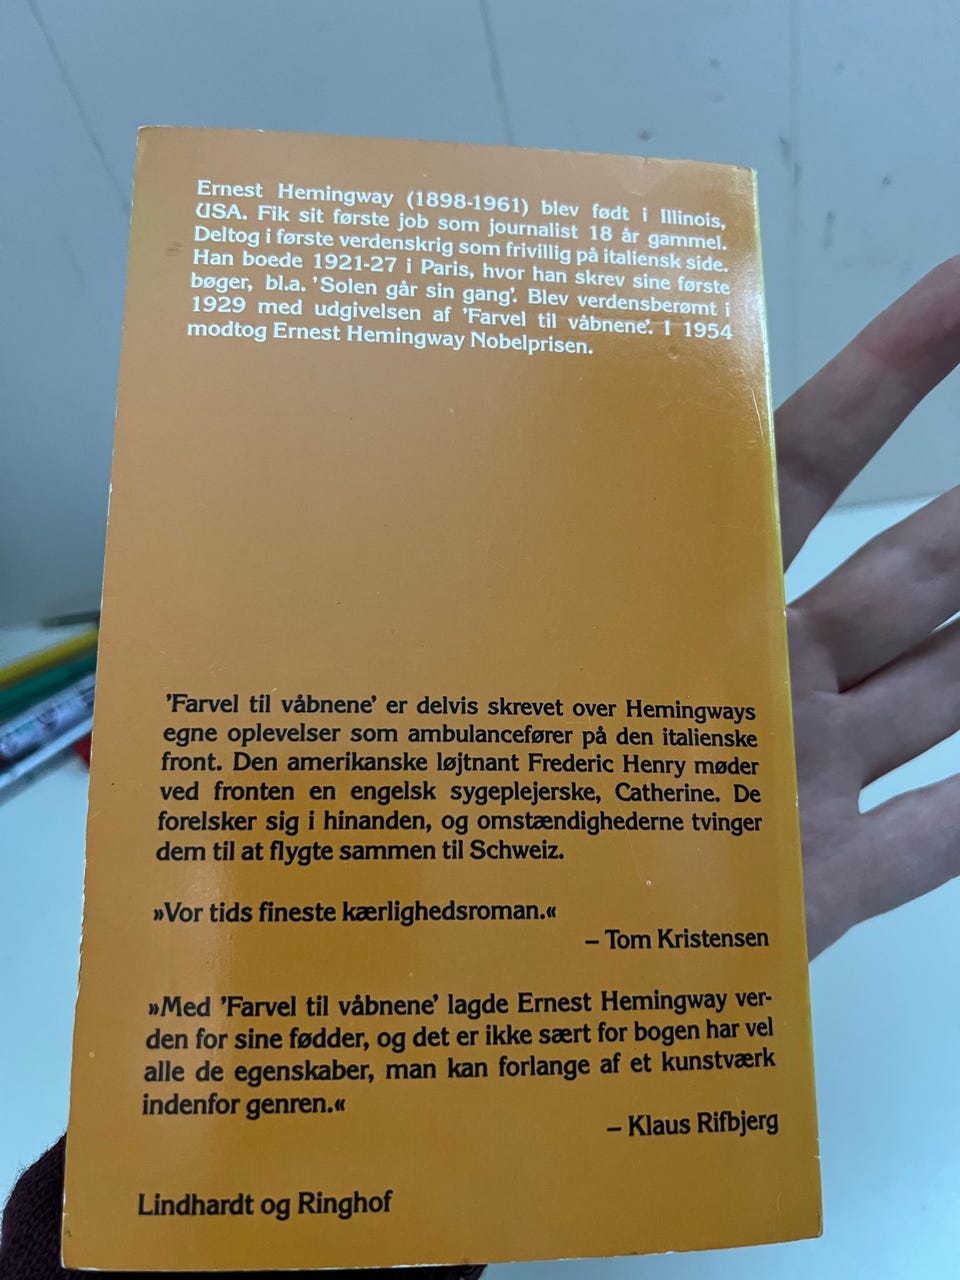 Ernest Hemingway (1898-1961) blev født i Illinois,
USA. Fik sit første job som journalist 18 år gammel.
Deltog i første verdenskrig som frivillig på italiensk side.
Han boede 1921-27 i Paris, hvor han skrev sine første
bøger, bl.a. 'Solen går sin gang'. Blev verdensberømt i
1929 med udgivelsen af 'Farvel til våbnene'. I 1954
modtog Ernest Hemingway Nobelprisen.
'Farvel til våbnene' er delvis skrevet over Hemingways
egne oplevelser som ambulancefører på den italienske
front. Den amerikanske løjtnant Frederic Henry møder
ved fronten en engelsk sygeplejerske, Catherine. De
forelsker sig i hinanden, og omstændighederne tvinger
dem til at flygte sammen til Schweiz.
»Vor tids fineste kærlighedsroman.«
– Tom Kristensen
»Med 'Farvel til våbnene' lagde Ernest Hemingway ver-
den for sine fødder, og det er ikke sært for bogen har vel
alle de egenskaber, man kan forlange af et kunstværk
indenfor genren.«
– Klaus Rifbjerg
Lindhardt og Ringhof